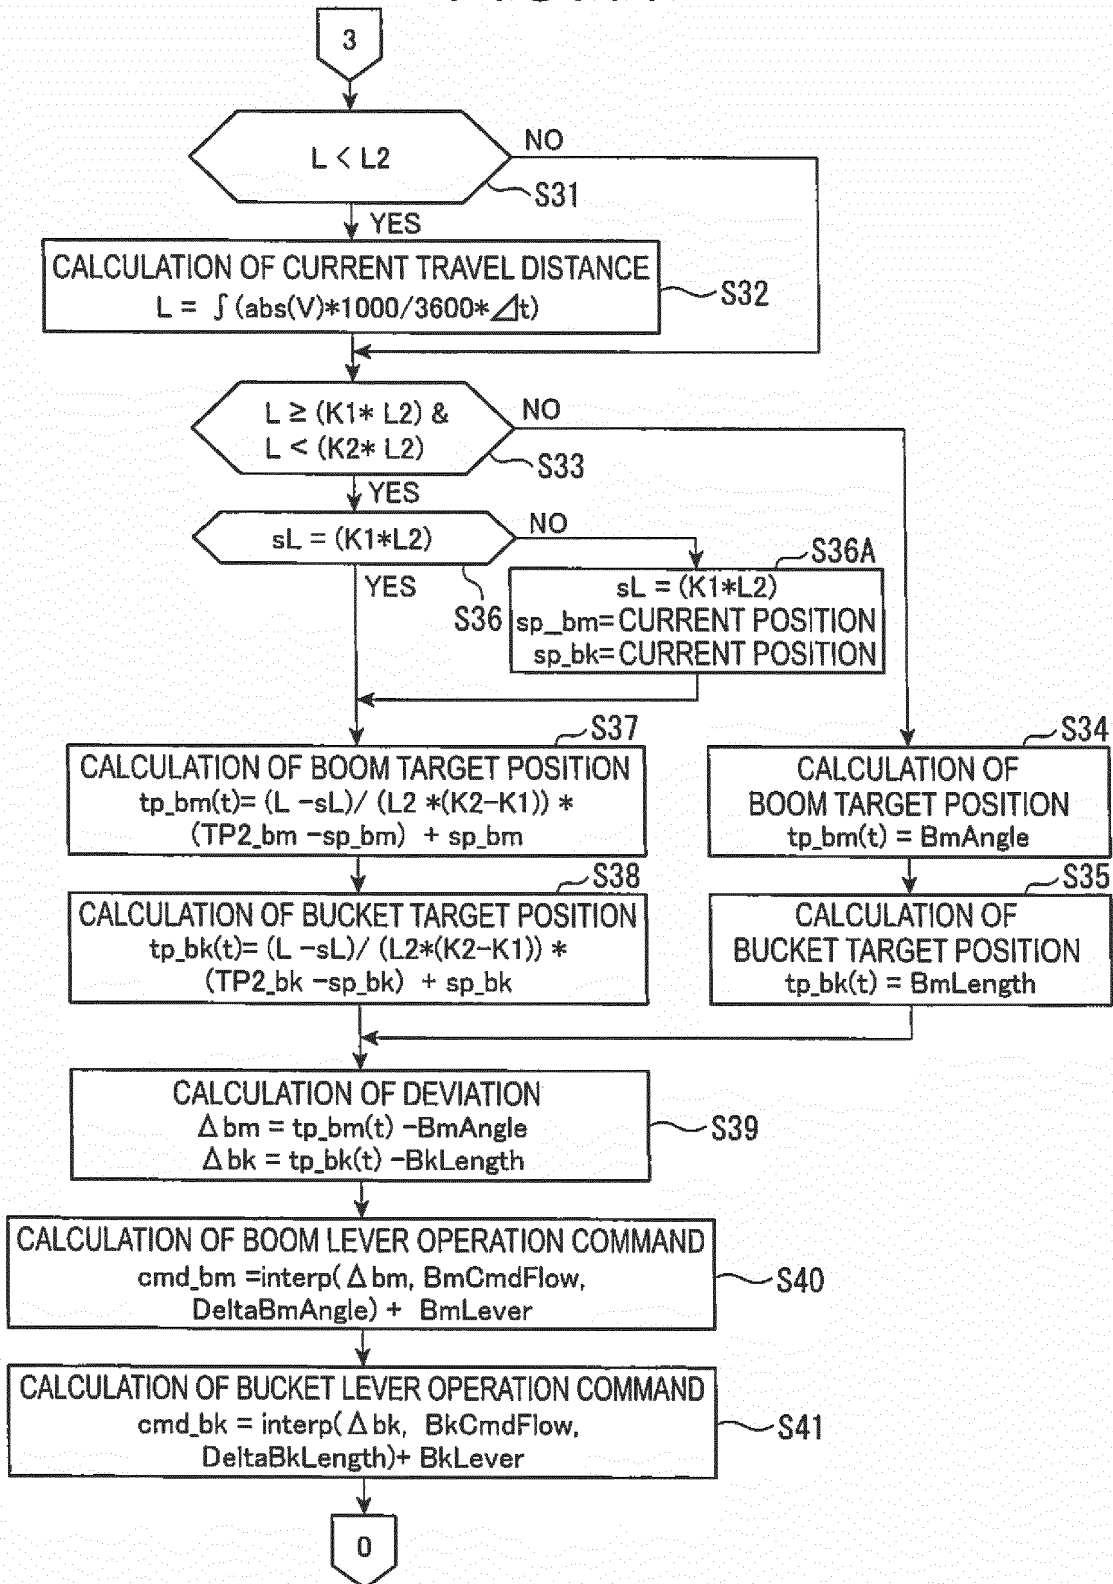 3
L < L2
NO
S31
YES
CALCULATION OF CURRENT TRAVEL DISTANCE
L = ∫(abs(V)*1000/3600*⊿t)
S32
L ≥ (K1* L2) &
L < (K2* L2)
NO
S33
YES
sL = (K1*L2)
NO
S36
YES
S36A
sL = (K1*L2)
sp_bm=CURRENT POSITION
sp_bk=CURRENT POSITION
S37
CALCULATION OF BOOM TARGET POSITION
tp_bm(t)= (L -sL)/ (L2 *(K2-K1)) *
(TP2_bm -sp_bm) + sp_bm
S34
CALCULATION OF
BOOM TARGET POSITION
tp_bm(t) = BmAngle
S38
CALCULATION OF BUCKET TARGET POSITION
tp_bk(t)= (L -sL)/ (L2*(K2-K1)) *
(TP2_bk -sp_bk) + sp_bk
S35
CALCULATION OF
BUCKET TARGET POSITION
tp_bk(t) = BmLength
CALCULATION OF DEVIATION
Δbm = tp_bm(t) -BmAngle
Δbk = tp_bk(t) -BkLength
S39
CALCULATION OF BOOM LEVER OPERATION COMMAND
cmd_bm =interp(Δbm, BmCmdFlow,
DeltaBmAngle) + BmLever
S40
CALCULATION OF BUCKET LEVER OPERATION COMMAND
cmd_bk = interp(Δbk, BkCmdFlow,
DeltaBkLength)+ BkLever
S41
0